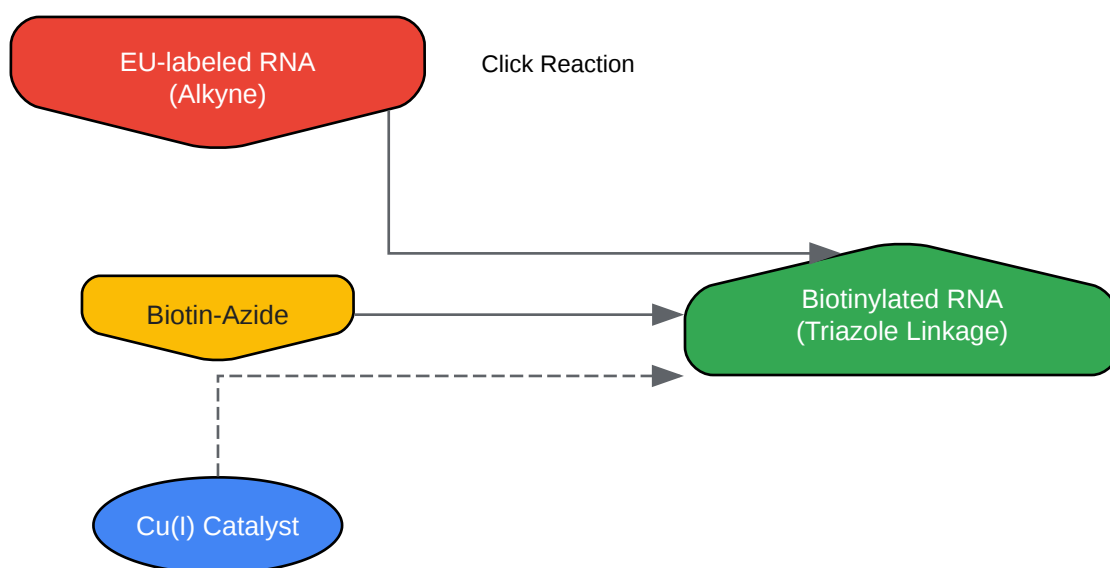 EU-labeled RNA
(Alkyne)
Click Reaction
Biotin-Azide
Biotinylated RNA
(Triazole Linkage)
Cu(I) Catalyst